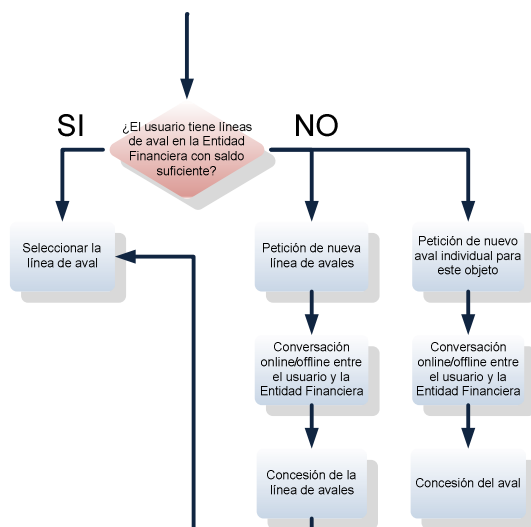 SI
¿El usuario tiene líneas
de aval en la Entidad
Financiera con saldo
suficiente?
NO
Seleccionar la
línea de aval
Petición de nueva
línea de avales
Petición de nuevo
aval individual para
este objeto
Conversación
online/offline entre
el usuario y la
Entidad Financiera
Conversación
online/offline entre
el usuario y la
Entidad Financiera
Concesión de la
línea de avales
Concesión del aval